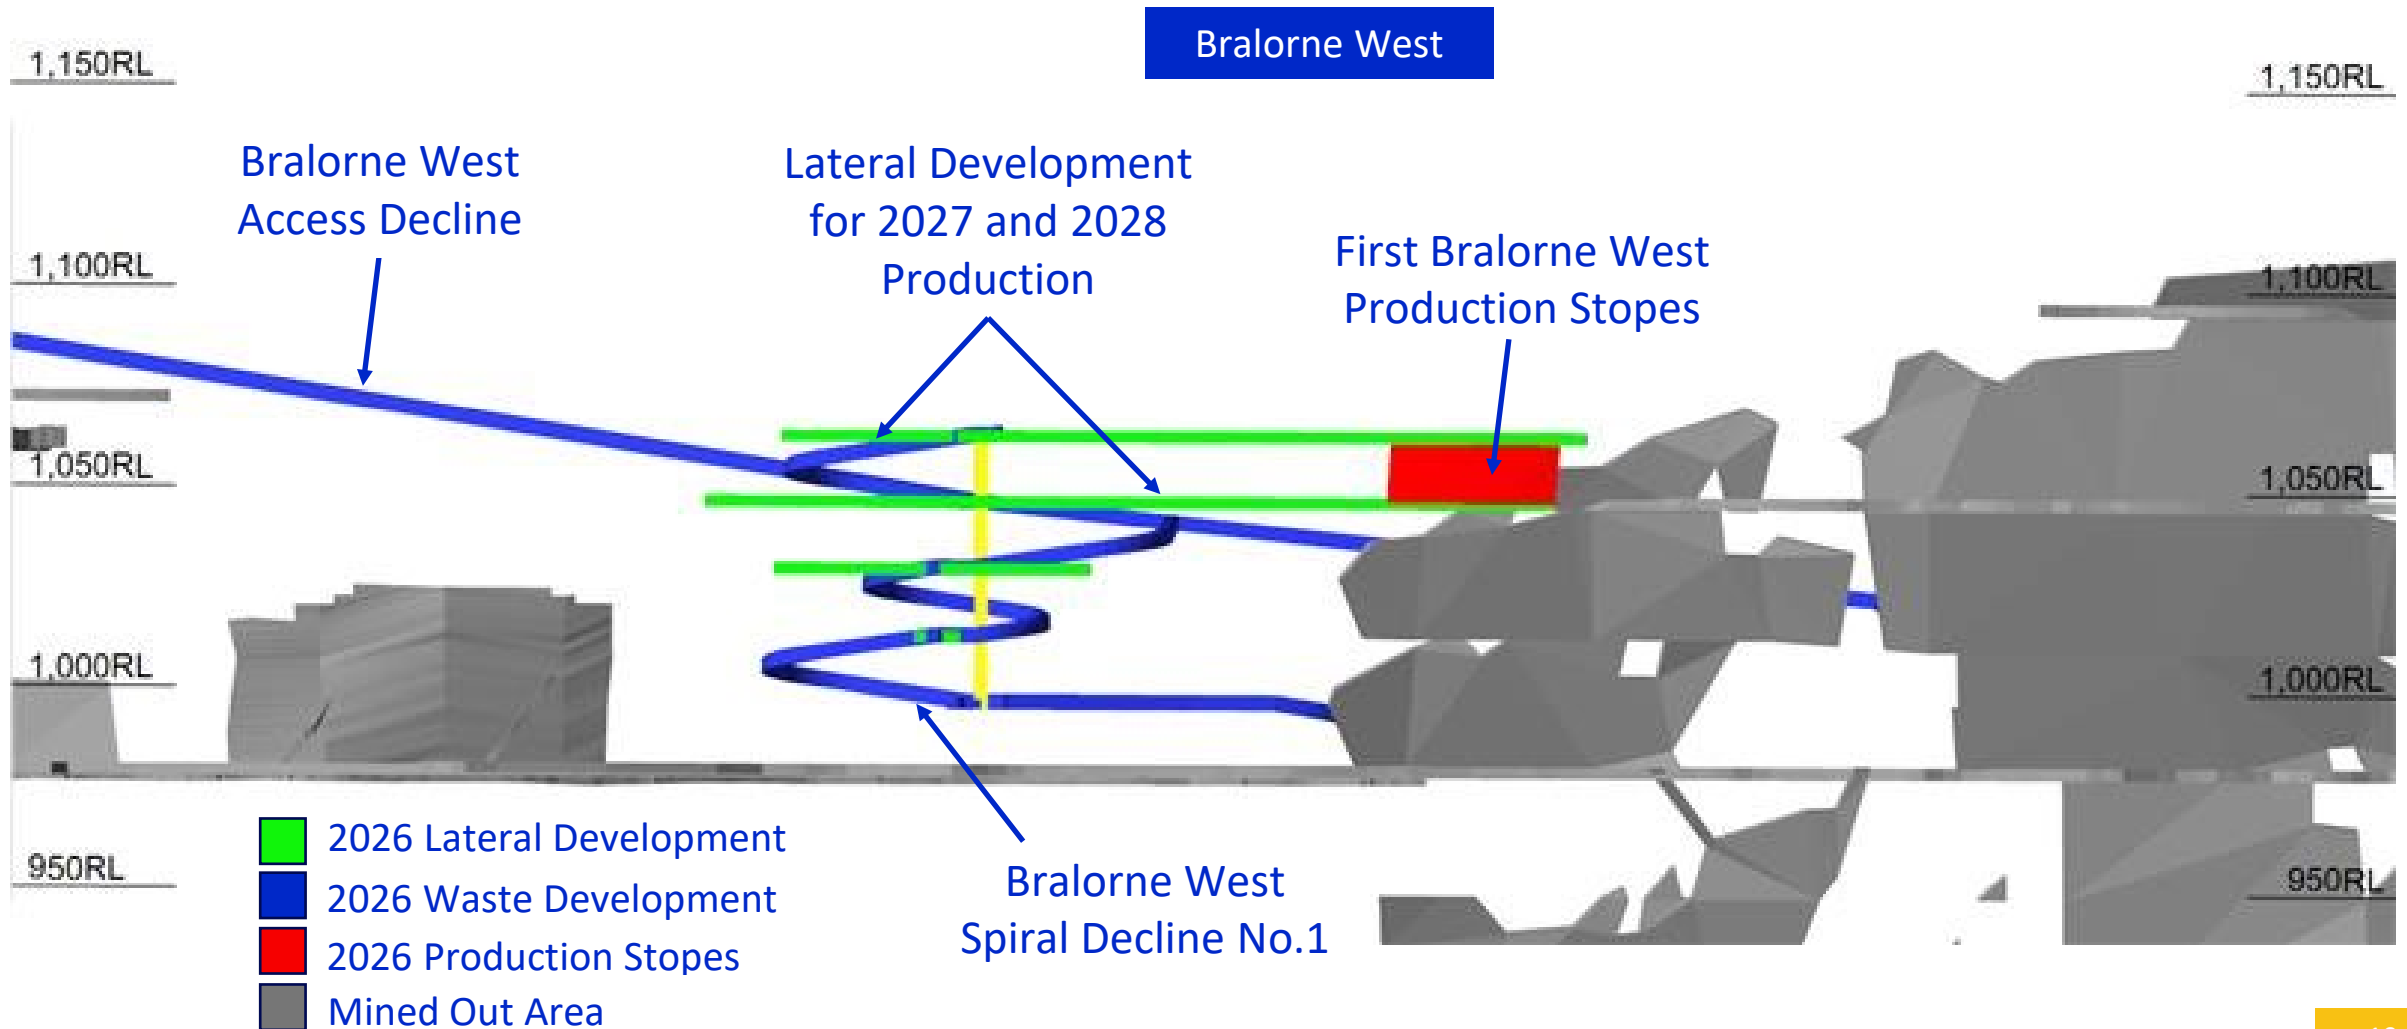 Bralorne West
1,150RL
1,150RL
Bralorne West
Access Decline
Lateral Development
for 2027 and 2028
Production
First Bralorne West
Production Stopes
1,100RL
1,100RL
1,050RL
1,050RL
1,000RL
1,000RL
950RL
950RL
2026 Lateral Development
2026 Waste Development
2026 Production Stopes
Mined Out Area
Bralorne West
Spiral Decline No.1